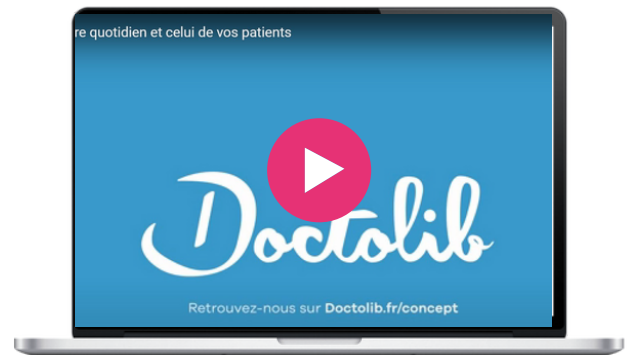 re quotidien et celui de vos patients
Doctolib
Retrouvez-nous sur Doctolib.fr/concept